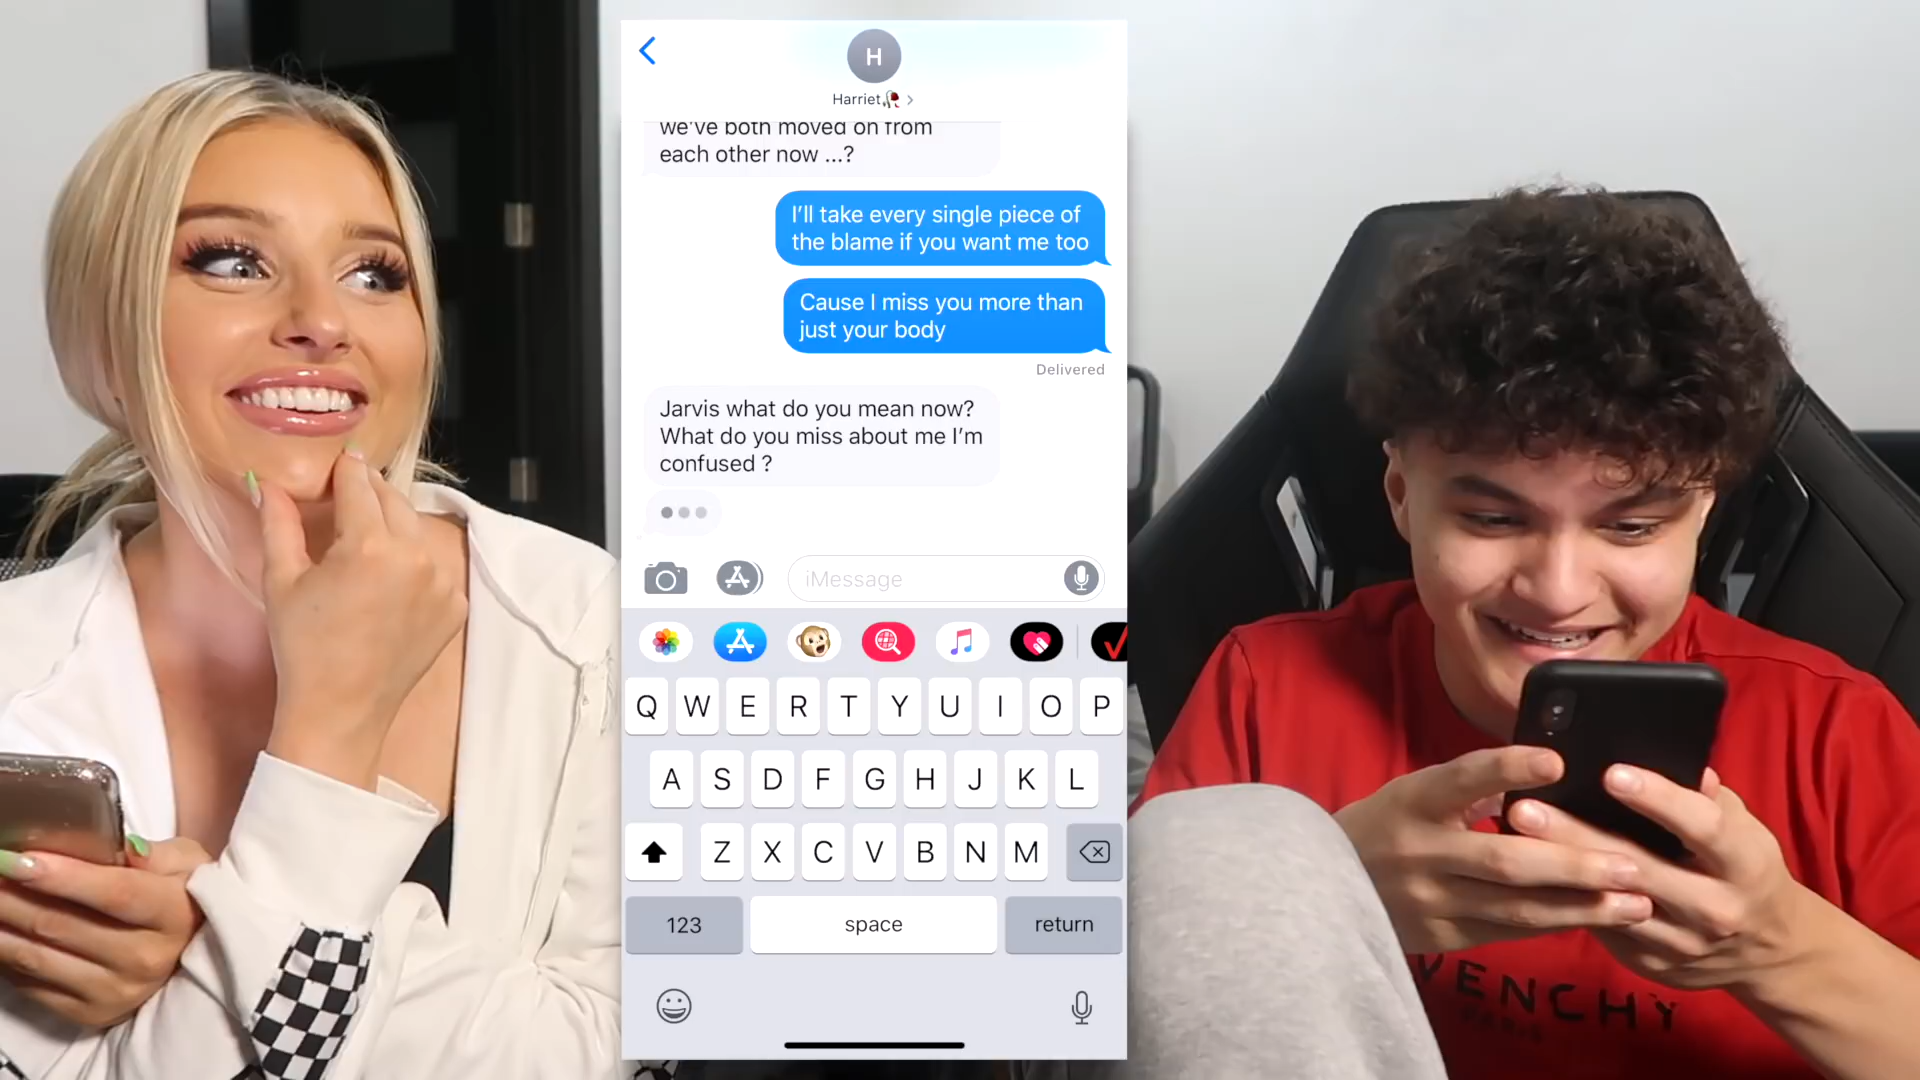 H
Harriet🥀 >
we've both moved on from
each other now ...?
I'll take every single piece of
the blame if you want me too
Cause I miss you more than
just your body
Delivered
Jarvis what do you mean now?
What do you miss about me I'm
confused ?
iMessage
Q W E R T Y U I O P
A S D F G H J K L
Z X C V B N M
123 space return
VENCHY
PARIS